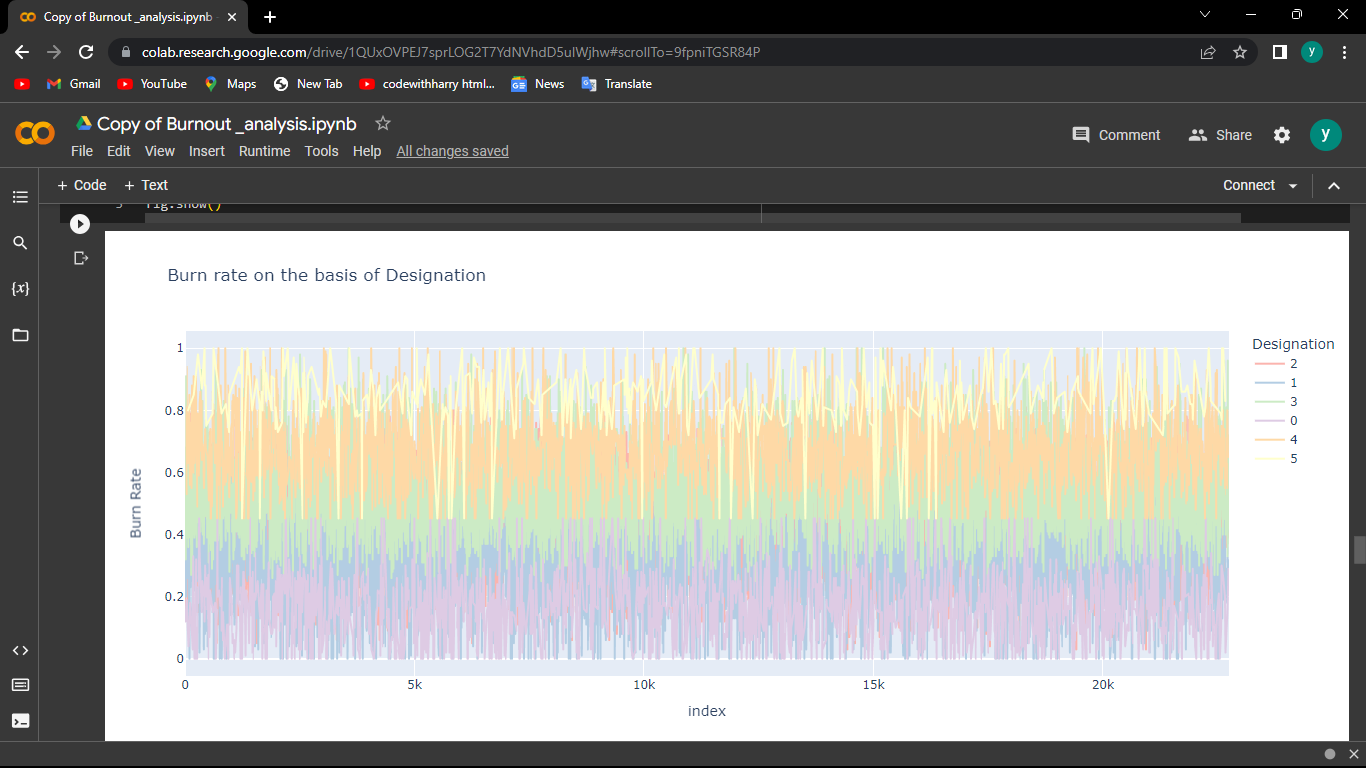 Copy of Burnout _analysis.ipynb
colab.research.google.com/drive/1QUxOVPEJ7sprLOG2T7YdNVhdD5ulWjhw#scrollTo=9fpniTGSR84P
y
Gmail YouTube Maps New Tab codewithharry html... News Translate
Copy of Burnout _analysis.ipynb
File Edit View Insert Runtime Tools Help All changes saved
Comment Share y
+ Code + Text Connect
{x}
fig.show()
Burn rate on the basis of Designation
Burn Rate
1
0.8
0.6
0.4
0.2
0
0 5k 10k 15k 20k
index
Designation
2
1
3
0
4
5